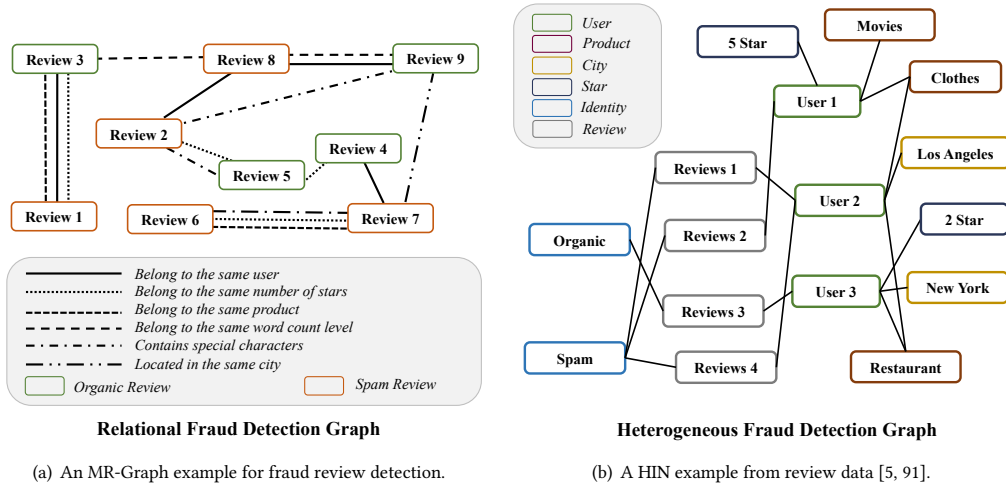 Review 3
Review 8
Review 9
Review 2
Review 4
Review 5
Review 1
Review 6
Review 7
Belong to the same user
Belong to the same number of stars
Belong to the same product
Belong to the same word count level
Contains special characters
Located in the same city
Organic Review
Spam Review
Relational Fraud Detection Graph
(a) An MR-Graph example for fraud review detection.
User
Product
City
Star
Identity
Review
5 Star
Movies
User 1
Clothes
Reviews 1
Los Angeles
User 2
Organic
Reviews 2
2 Star
User 3
New York
Reviews 3
Spam
Reviews 4
Restaurant
Heterogeneous Fraud Detection Graph
(b) A HIN example from review data [5, 91].